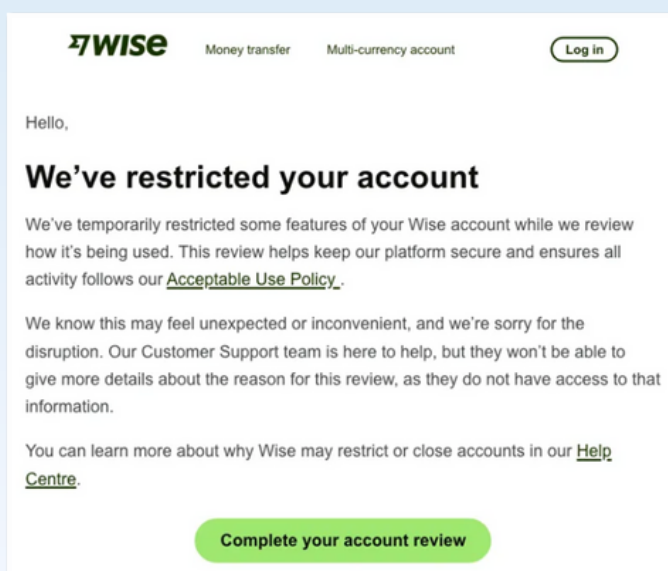 WISE
Money transfer
Multi-currency account
Log in
Hello,
We’ve restricted your account
We’ve temporarily restricted some features of your Wise account while we review
how it’s being used. This review helps keep our platform secure and ensures all
activity follows our Acceptable Use Policy .
We know this may feel unexpected or inconvenient, and we’re sorry for the
disruption. Our Customer Support team is here to help, but they won’t be able to
give more details about the reason for this review, as they do not have access to that
information.
You can learn more about why Wise may restrict or close accounts in our Help
Centre.
Complete your account review